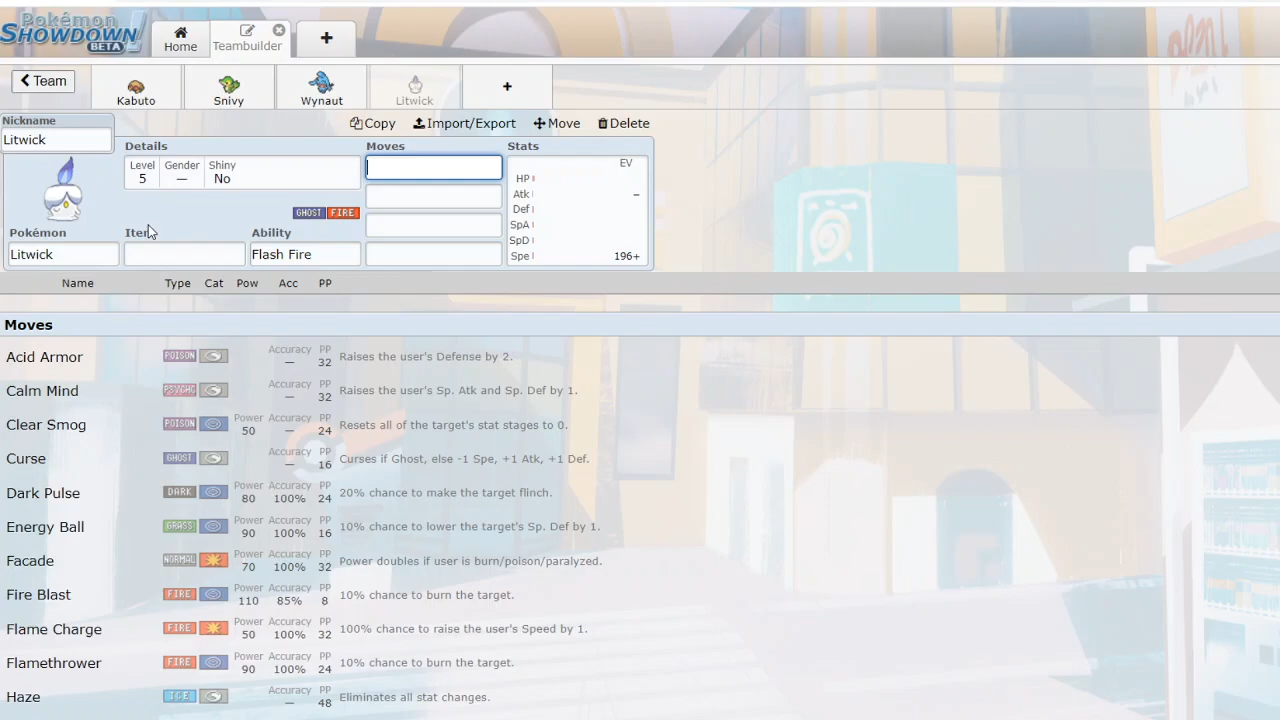 Pokémon
SHOWDOWN!
BETA
Home
Teambuilder
+
Team
Kabuto
Snivy
Wynaut
Litwick
+
Nickname
Litwick
Copy
Import/Export
Move
Delete
Details
Moves
Stats
Level Gender Shiny
5 — No
EV
HP
Atk –
Def
SpA
SpD
Spe 196+
GHOST FIRE
Pokémon
Item
Ability
Litwick
Flash Fire
Name Type Cat Pow Acc PP
Moves
Acid Armor POISON Accuracy — PP 32 Raises the user's Defense by 2.
Calm Mind PSYCHC Accuracy — PP 32 Raises the user's Sp. Atk and Sp. Def by 1.
Clear Smog POISON Power 50 Accuracy — PP 24 Resets all of the target's stat stages to 0.
Curse GHOST Accuracy — PP 16 Curses if Ghost, else -1 Spe, +1 Atk, +1 Def.
Dark Pulse DARK Power 80 Accuracy 100% PP 24 20% chance to make the target flinch.
Energy Ball GRASS Power 90 Accuracy 100% PP 16 10% chance to lower the target's Sp. Def by 1.
Facade NORMAL Power 70 Accuracy 100% PP 32 Power doubles if user is burn/poison/paralyzed.
Fire Blast FIRE Power 110 Accuracy 85% PP 8 10% chance to burn the target.
Flame Charge FIRE Power 50 Accuracy 100% PP 32 100% chance to raise the user's Speed by 1.
Flamethrower FIRE Power 90 Accuracy 100% PP 24 10% chance to burn the target.
Haze ICE Accuracy — PP 48 Eliminates all stat changes.